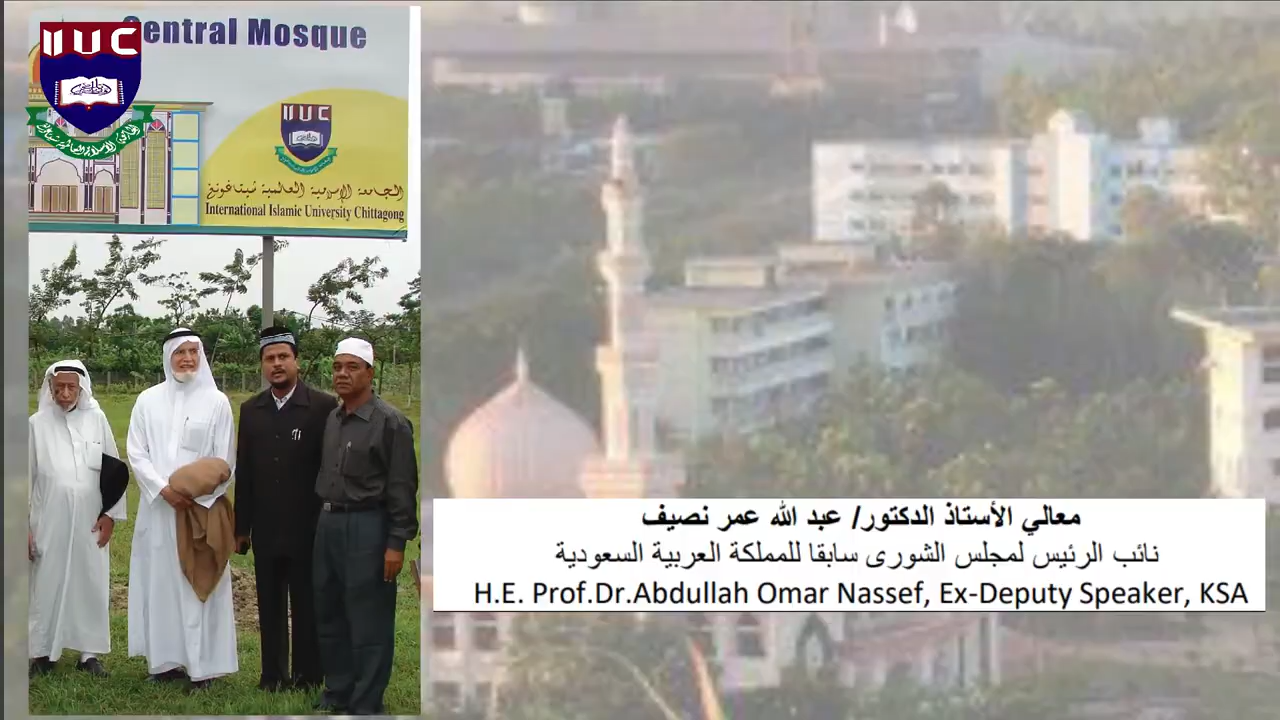 IIUC
Central Mosque
IIUC
الجامعة الإسلامية العالمية شيتاغونغ
International Islamic University Chittagong
معالي الأستاذ الدكتور/ عبد الله عمر نصيف
نائب الرئيس لمجلس الشورى سابقا للمملكة العربية السعودية
H.E. Prof.Dr.Abdullah Omar Nassef, Ex-Deputy Speaker, KSA